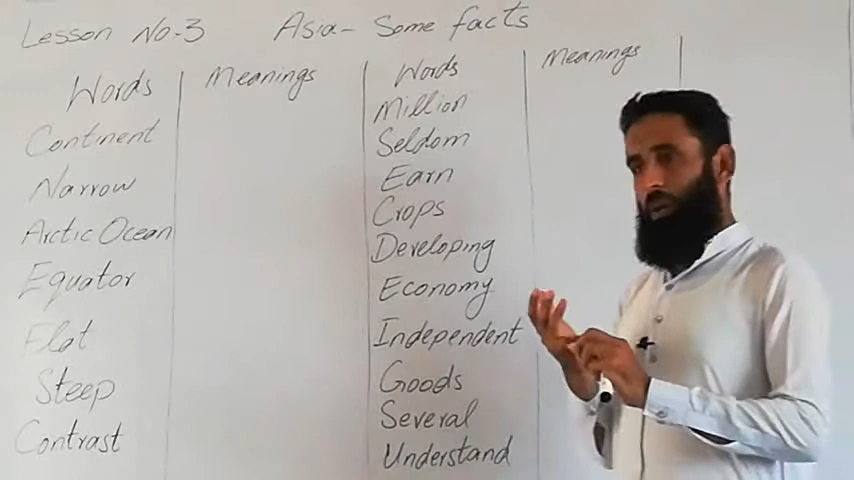 Lesson No-3 Asia- Some facts
Words Meanings Words Meanings
Continent Million
Narrow Seldom
Arctic Ocean Earn
Equator Crops
Flat Developing
Steep Economy
Contrast Independent
Goods
Several
Understand